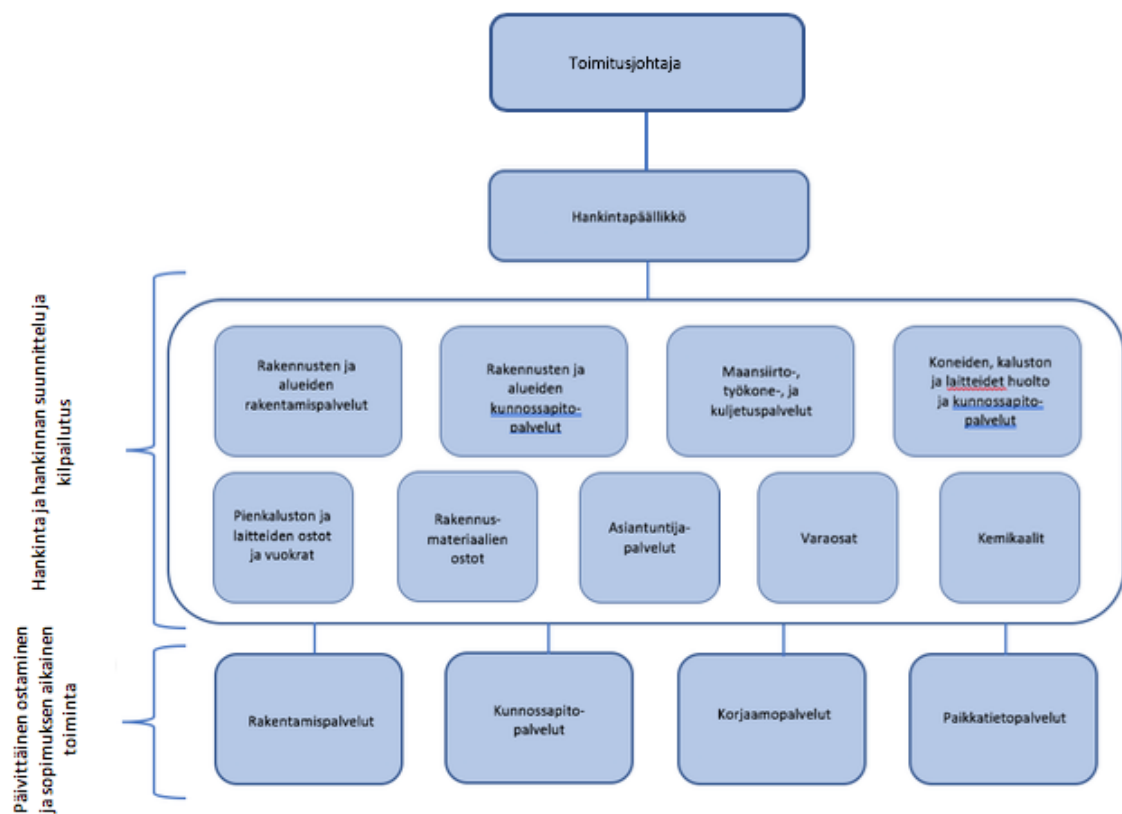 Toimitusjohtaja
Hankintapäällikkö
Hankinta ja hankinnan suunnittelu ja
kilpailutus
Rakennusten ja
alueiden
rakentamispalvelut
Rakennusten ja
alueiden
kunnossapito-
palvelut
Maansiirto-,
työkone-, ja
kuljetuspalvelut
Koneiden, kaluston
ja laitteidet huolto
ja kunnossapito-
palvelut
Pienkaluston ja
laitteiden ostot
ja vuokrat
Rakennus-
materiaalien
ostot
Asiantuntija-
palvelut
Varaosat
Kemikaalit
Päivittäinen ostaminen
ja sopimuksen aikainen
toiminta
Rakentamispalvelut
Kunnossapito-
palvelut
Korjaamopalvelut
Paikkatietopalvelut